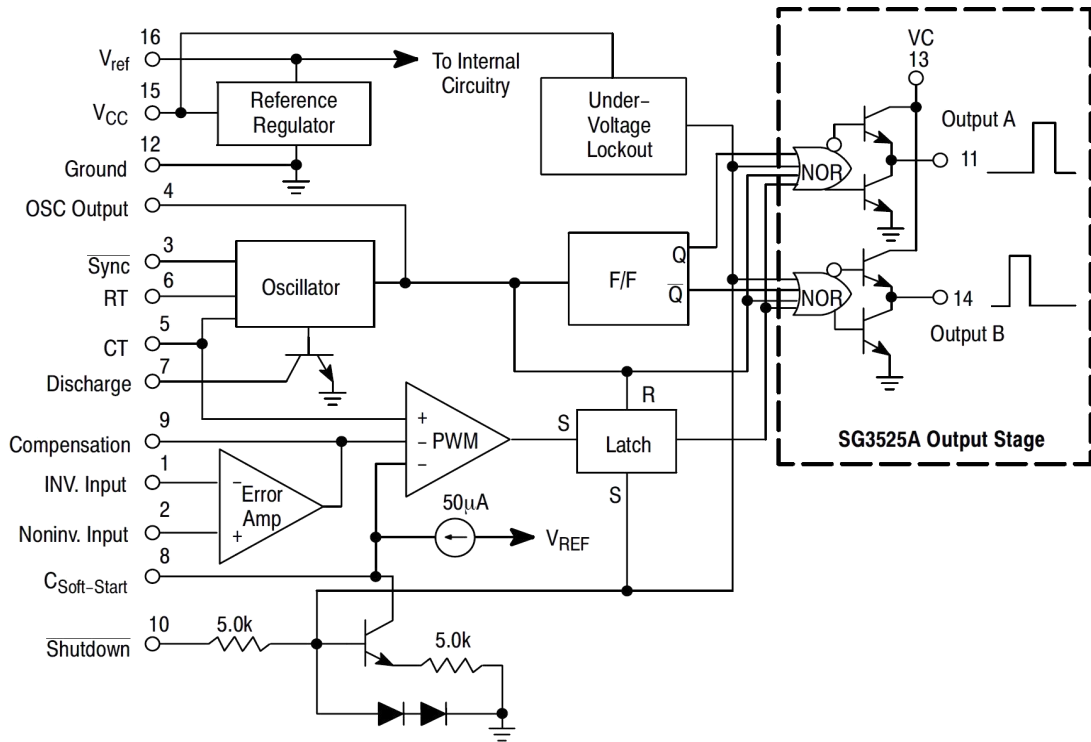 16
Vref
15
VCC
12
Ground
4
OSC Output
3
Sync
6
RT
5
CT
7
Discharge
9
Compensation
1
INV. Input
2
Noninv. Input
8
CSoft–Start
10
Shutdown
To Internal
Circuitry
Reference
Regulator
Under–
Voltage
Lockout
Oscillator
F/F
Q
Q
+
–
–
PWM
S
R
Latch
S
–
Error
Amp
+
50μA
VREF
5.0k
5.0k
VC
13
NOR
Output A
11
NOR
14
Output B
SG3525A Output Stage